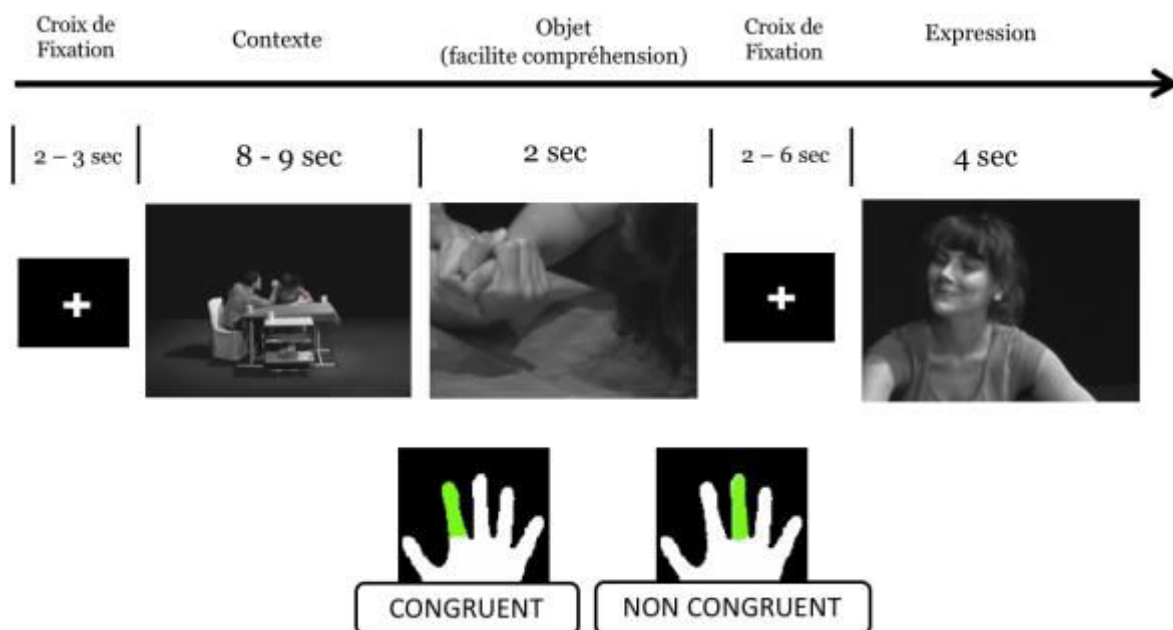 Croix de
Fixation
Contexte
Objet
(facilite compréhension)
Croix de
Fixation
Expression
2 – 3 sec
8 - 9 sec
2 sec
2 – 6 sec
4 sec
CONGRUENT
NON CONGRUENT